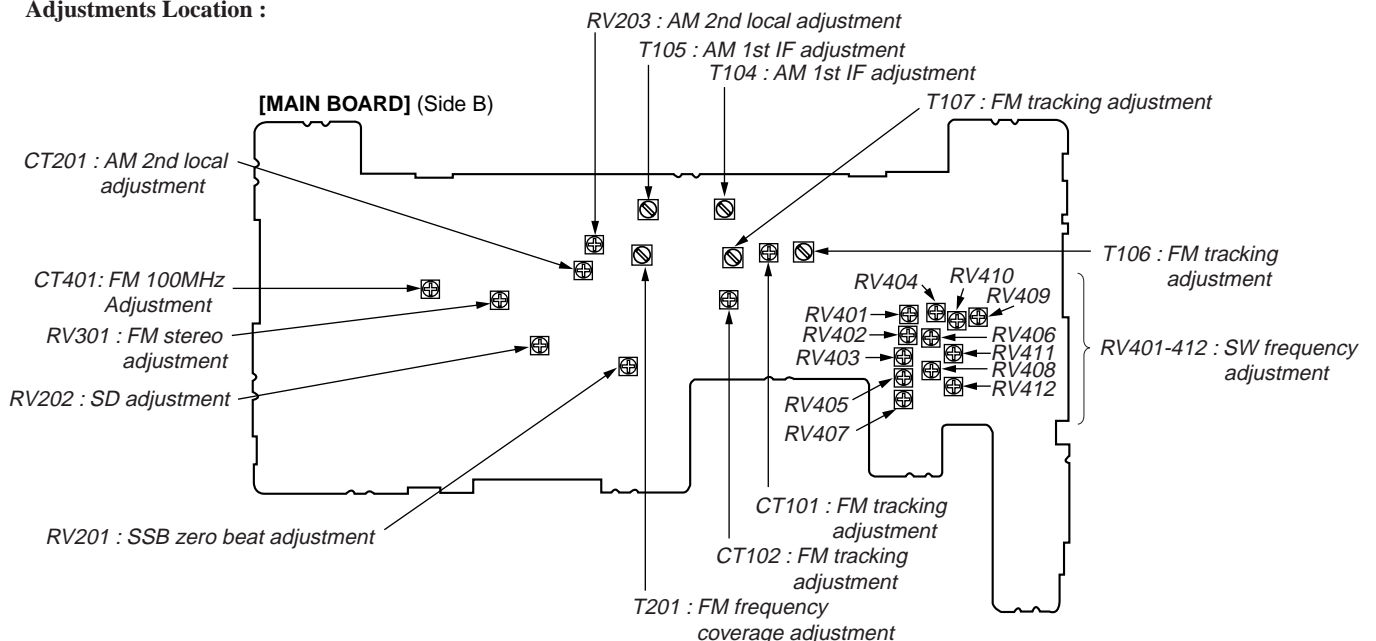 Adjustments Location :
RV203 : AM 2nd local adjustment
T105 : AM 1st IF adjustment
T104 : AM 1st IF adjustment
[MAIN BOARD] (Side B)
T107 : FM tracking adjustment
CT201 : AM 2nd local
adjustment
T106 : FM tracking
adjustment
CT401: FM 100MHz
Adjustment
RV404
RV410
RV409
RV401
RV402
RV406
RV403
RV411
RV408
RV412
RV405
RV407
RV401-412 : SW frequency
adjustment
RV301 : FM stereo
adjustment
RV202 : SD adjustment
CT101 : FM tracking
adjustment
RV201 : SSB zero beat adjustment
CT102 : FM tracking
adjustment
T201 : FM frequency
coverage adjustment